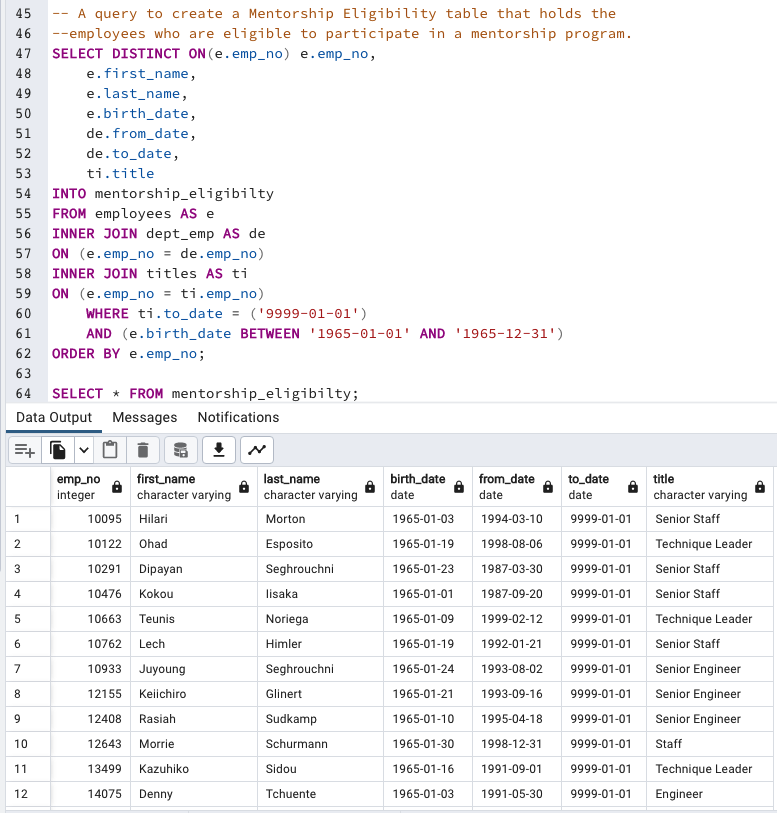 45 -- A query to create a Mentorship Eligibility table that holds the
46 --employees who are eligible to participate in a mentorship program.
47 SELECT DISTINCT ON(e.emp_no) e.emp_no,
48 e.first_name,
49 e.last_name,
50 e.birth_date,
51 de.from_date,
52 de.to_date,
53 ti.title
54 INTO mentorship_eligibilty
55 FROM employees AS e
56 INNER JOIN dept_emp AS de
57 ON (e.emp_no = de.emp_no)
58 INNER JOIN titles AS ti
59 ON (e.emp_no = ti.emp_no)
60 WHERE ti.to_date = ('9999-01-01')
61 AND (e.birth_date BETWEEN '1965-01-01' AND '1965-12-31')
62 ORDER BY e.emp_no;
63
64 SELECT * FROM mentorship_eligibilty;
Data Output Messages Notifications
emp_no first_name last_name birth_date from_date to_date title
integer character varying character varying date date date character varying
1 10095 Hilari Morton 1965-01-03 1994-03-10 9999-01-01 Senior Staff
2 10122 Ohad Esposito 1965-01-19 1998-08-06 9999-01-01 Technique Leader
3 10291 Dipayan Seghrouchni 1965-01-23 1987-03-30 9999-01-01 Senior Staff
4 10476 Kokou Iisaka 1965-01-01 1987-09-20 9999-01-01 Senior Staff
5 10663 Teunis Noriega 1965-01-09 1999-02-12 9999-01-01 Technique Leader
6 10762 Lech Himler 1965-01-19 1992-01-21 9999-01-01 Senior Staff
7 10933 Juyoung Seghrouchni 1965-01-24 1993-08-02 9999-01-01 Senior Engineer
8 12155 Keiichiro Glinert 1965-01-21 1993-09-16 9999-01-01 Senior Engineer
9 12408 Rasiah Sudkamp 1965-01-10 1995-04-18 9999-01-01 Senior Engineer
10 12643 Morrie Schurmann 1965-01-30 1998-12-31 9999-01-01 Staff
11 13499 Kazuhiko Sidou 1965-01-16 1991-09-01 9999-01-01 Technique Leader
12 14075 Denny Tchuente 1965-01-03 1991-05-30 9999-01-01 Engineer